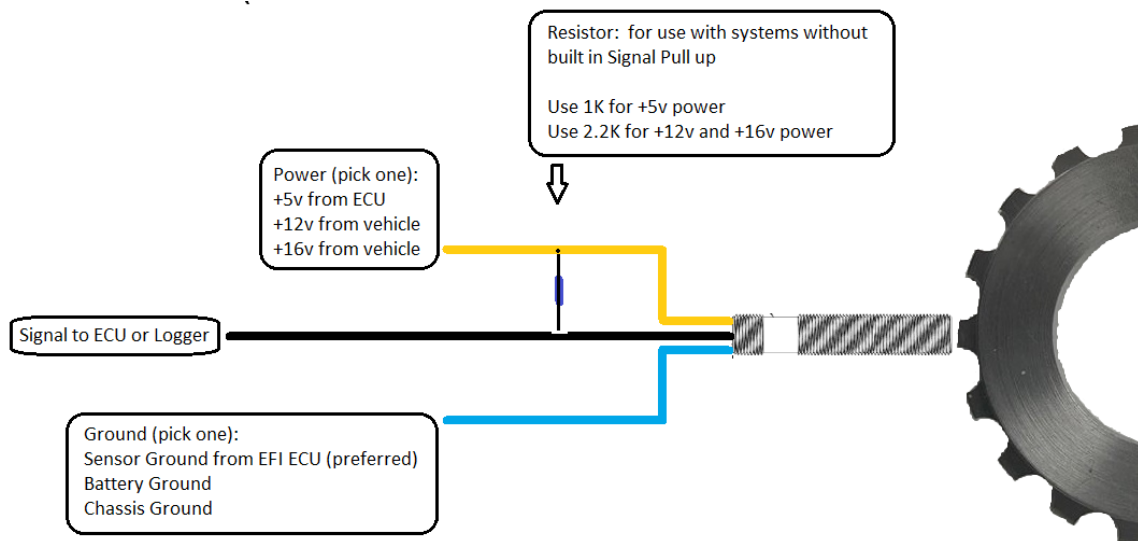 Resistor:  for use with systems without
built in Signal Pull up
Use 1K for +5v power
Use 2.2K for +12v and +16v power
Power (pick one):
+5v from ECU
+12v from vehicle
+16v from vehicle
Signal to ECU or Logger
Ground (pick one):
Sensor Ground from EFI ECU (preferred)
Battery Ground
Chassis Ground